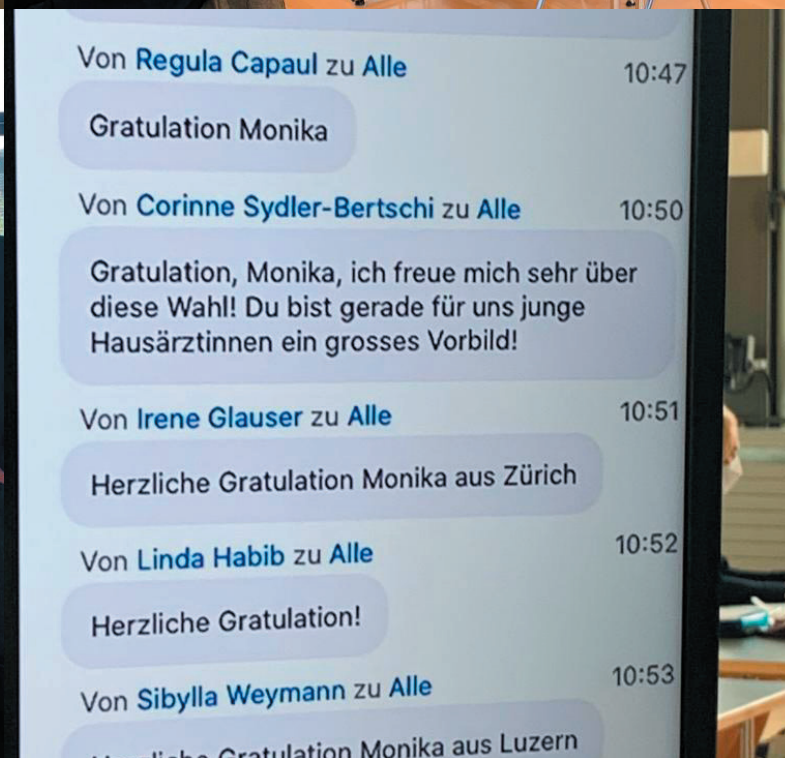 Von Regula Capaul zu Alle 10:47
Gratulation Monika
Von Corinne Sydler-Bertschi zu Alle 10:50
Gratulation, Monika, ich freue mich sehr über
diese Wahl! Du bist gerade für uns junge
Hausärztinnen ein grosses Vorbild!
Von Irene Glauser zu Alle 10:51
Herzliche Gratulation Monika aus Zürich
Von Linda Habib zu Alle 10:52
Herzliche Gratulation!
Von Sibylla Weymann zu Alle 10:53
Gratulation Monika aus Luzern